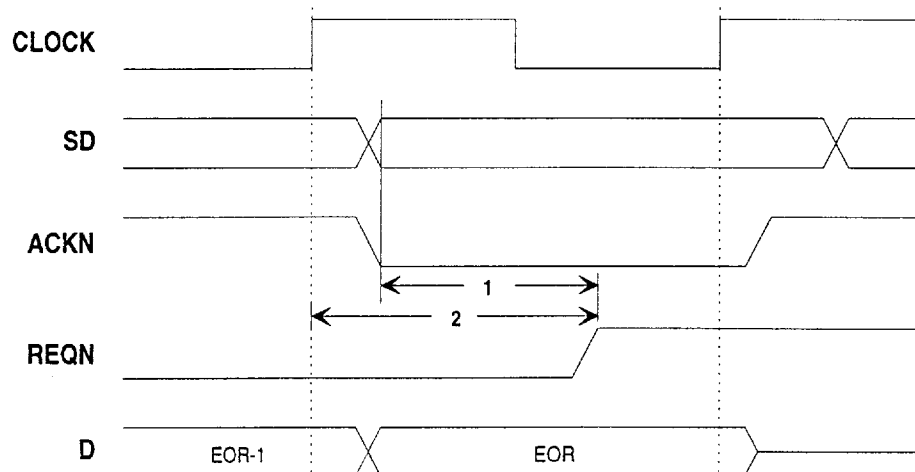 CLOCK
SD
ACKN
1
2
REQN
D EOR-1 EOR